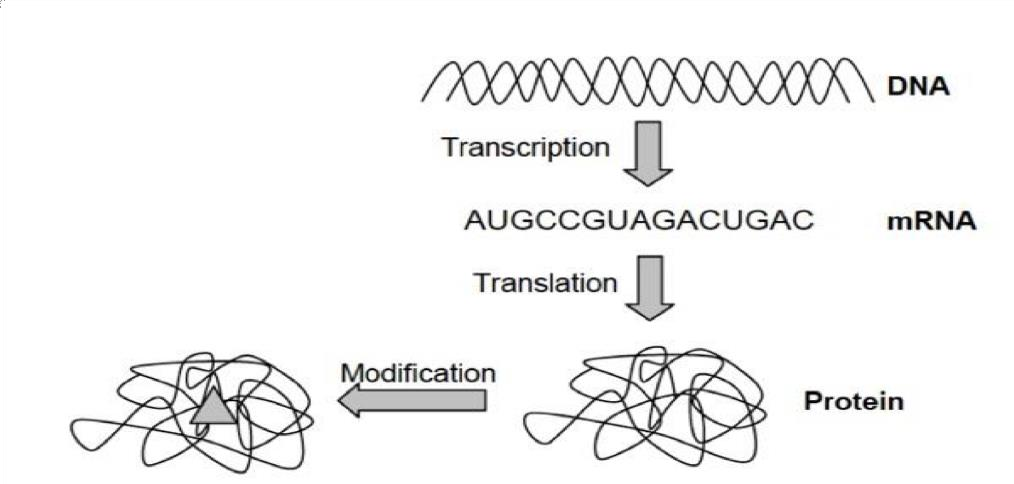 DNA
Transcription
AUGCCGUAGACUGAC mRNA
Translation
Modification
Protein